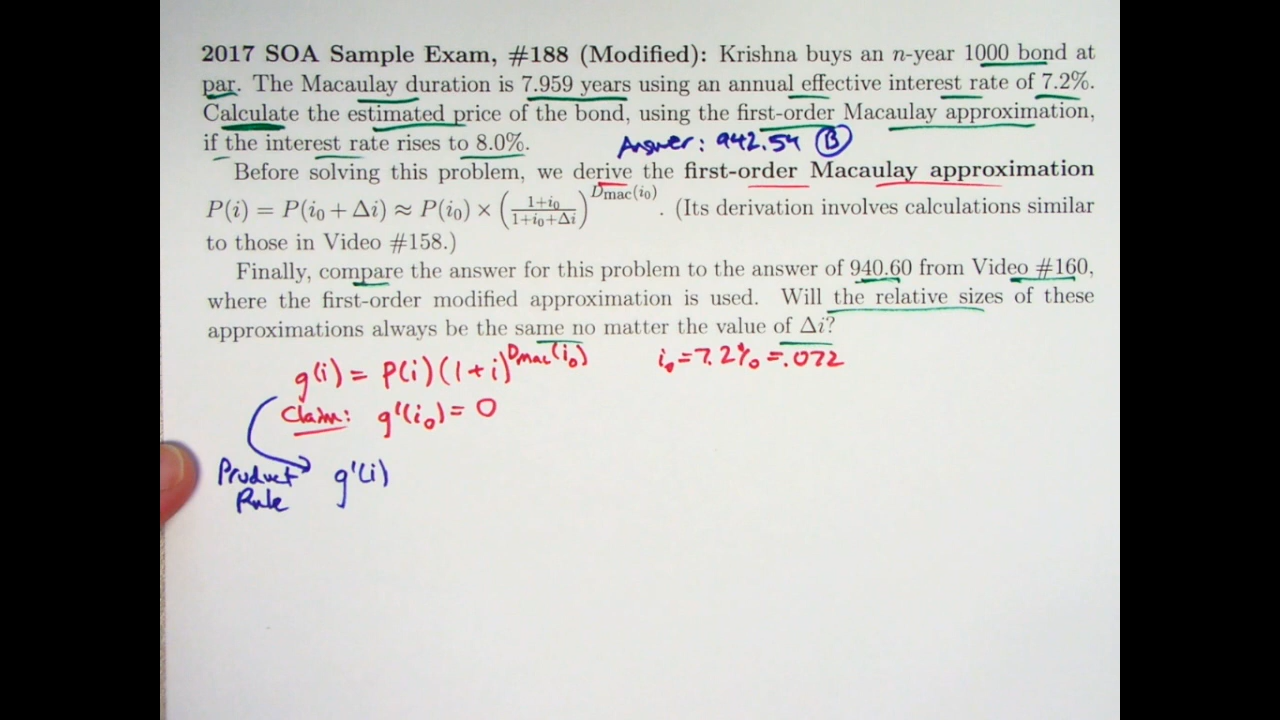 2017 SOA Sample Exam, #188 (Modified): Krishna buys an n-year 1000 bond at
par. The Macaulay duration is 7.959 years using an annual effective interest rate of 7.2%.
Calculate the estimated price of the bond, using the first-order Macaulay approximation,
if the interest rate rises to 8.0%. Answer: 942.54 (B)
Before solving this problem, we derive the first-order Macaulay approximation
P(i) = P(i₀ + Δi) ≈ P(i₀) × ((1+i₀)/(1+i₀+Δi))^Dmac(i₀). (Its derivation involves calculations similar
to those in Video #158.)
Finally, compare the answer for this problem to the answer of 940.60 from Video #160,
where the first-order modified approximation is used. Will the relative sizes of these
approximations always be the same no matter the value of Δi?
g(i) = P(i)(1+i)^Dmac(i₀) i₀=7.2%=.072
Claim: g'(i₀) = 0
Product g'(i)
Rule